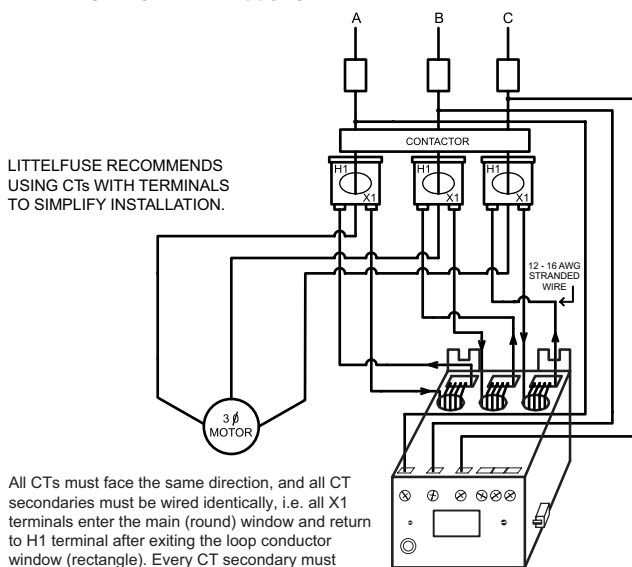 A B C
CONTACTOR
H1 H1 H1
X1 X1 X1
LITTELFUSE RECOMMENDS
USING CTs WITH TERMINALS
TO SIMPLIFY INSTALLATION.
12 - 16 AWG
STRANDED
WIRE
3 Ø
MOTOR
All CTs must face the same direction, and all CT
secondaries must be wired identically, i.e. all X1
terminals enter the main (round) window and return
to H1 terminal after exiting the loop conductor
window (rectangle). Every CT secondary must